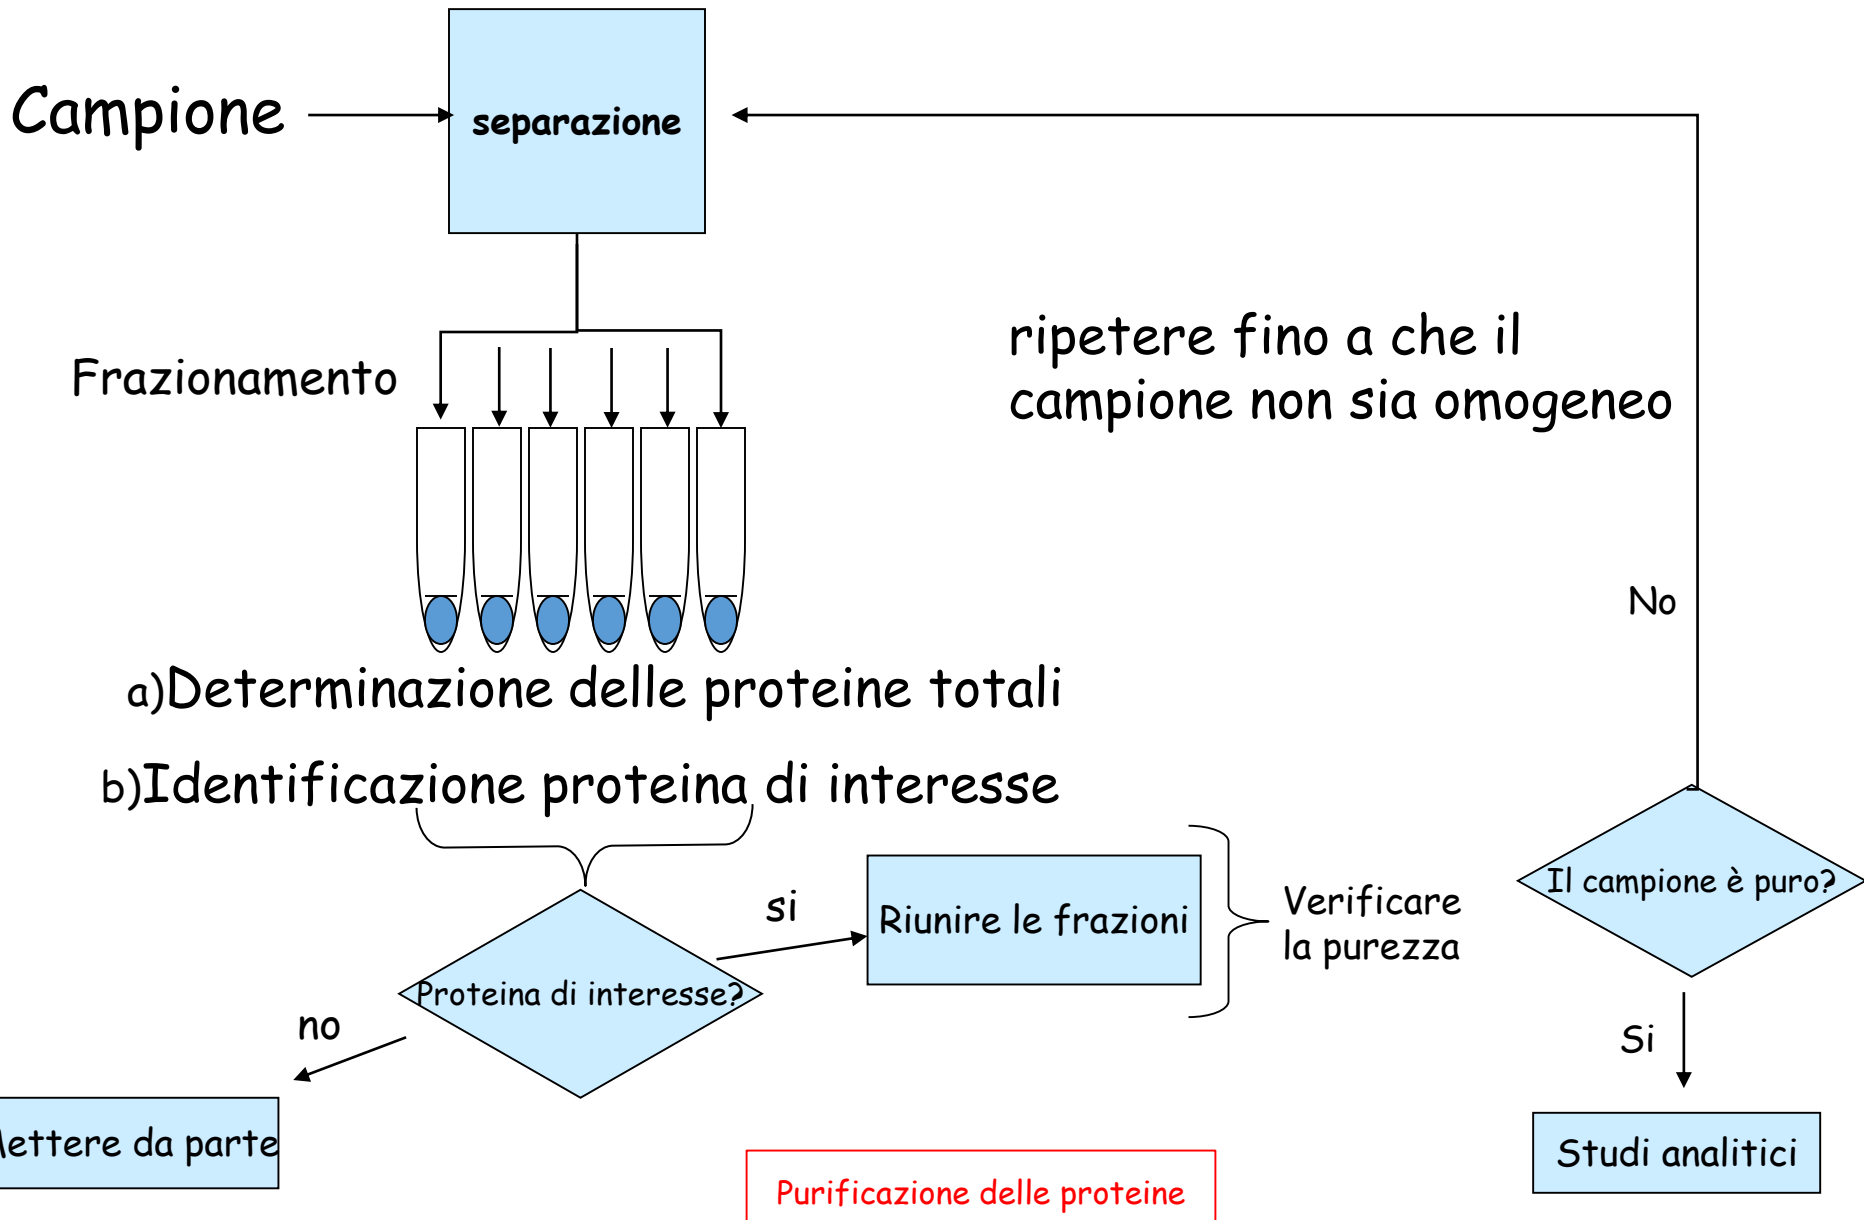 Campione
separazione
Frazionamento
ripetere fino a che il
campione non sia omogeneo
No
a)Determinazione delle proteine totali
b)Identificazione proteina di interesse
si
Riunire le frazioni
Verificare
la purezza
Il campione è puro?
Proteina di interesse?
no
Si
Mettere da parte
Studi analitici
Purificazione delle proteine